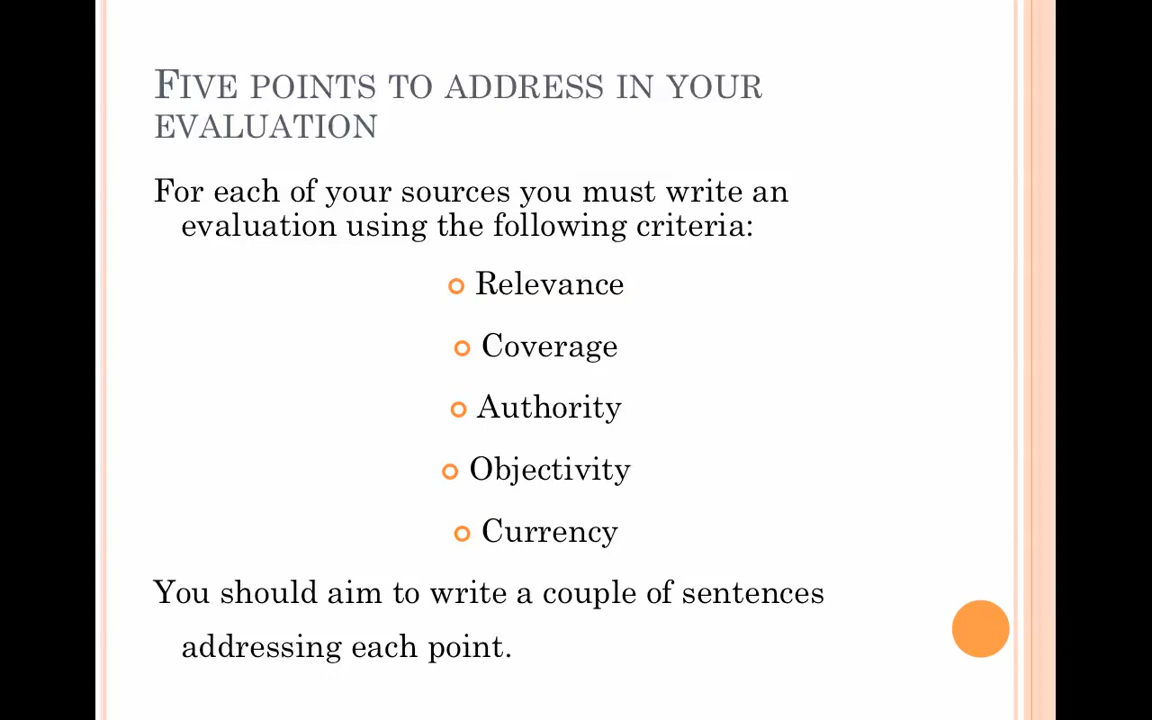 FIVE POINTS TO ADDRESS IN YOUR
EVALUATION
For each of your sources you must write an
evaluation using the following criteria:
Relevance
Coverage
Authority
Objectivity
Currency
You should aim to write a couple of sentences
addressing each point.